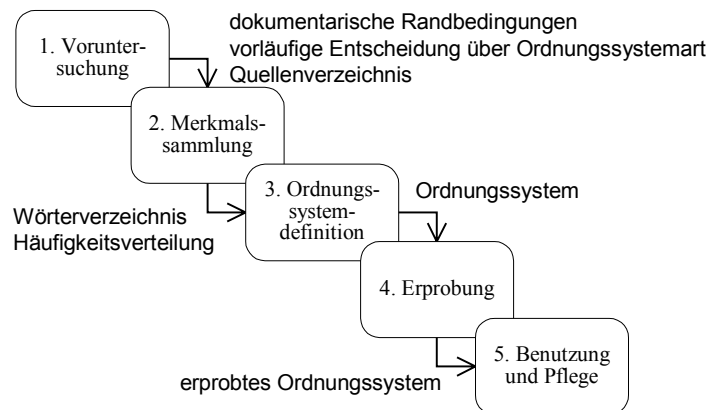 dokumentarische Randbedingungen
vorläufige Entscheidung über Ordnungssystemart
Quellenverzeichnis
1. Vorunter-
suchung
2. Merkmals-
sammlung
3. Ordnungs-
system-
definition
Ordnungssystem
Wörterverzeichnis
Häufigkeitsverteilung
4. Erprobung
5. Benutzung
und Pflege
erprobtes Ordnungssystem